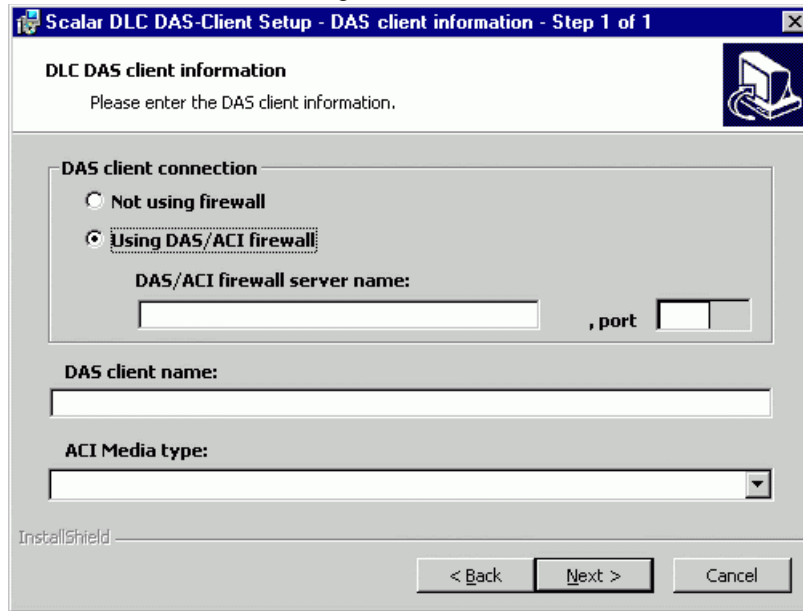 Scalar DLC DAS-Client Setup - DAS client information - Step 1 of 1
DLC DAS client information
Please enter the DAS client information.
DAS client connection
Not using firewall
Using DAS/ACI firewall
DAS/ACI firewall server name:
, port
DAS client name:
ACI Media type:
InstallShield
< Back Next > Cancel